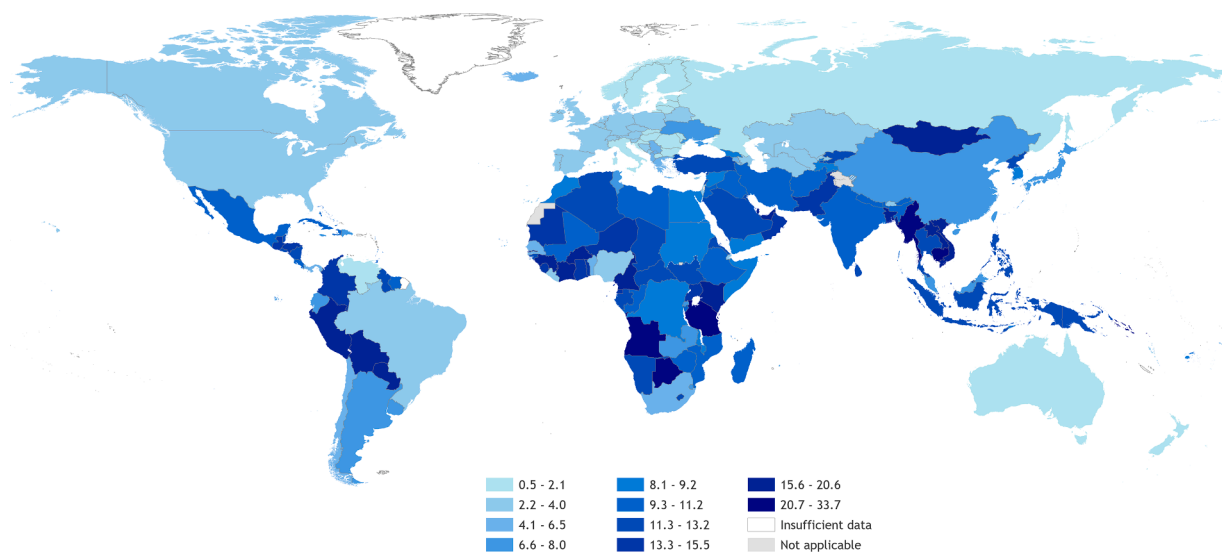 0.5 - 2.1
2.2 - 4.0
4.1 - 6.5
6.6 - 8.0
8.1 - 9.2
9.3 - 11.2
11.3 - 13.2
13.3 - 15.5
15.6 - 20.6
20.7 - 33.7
Insufficient data
Not applicable